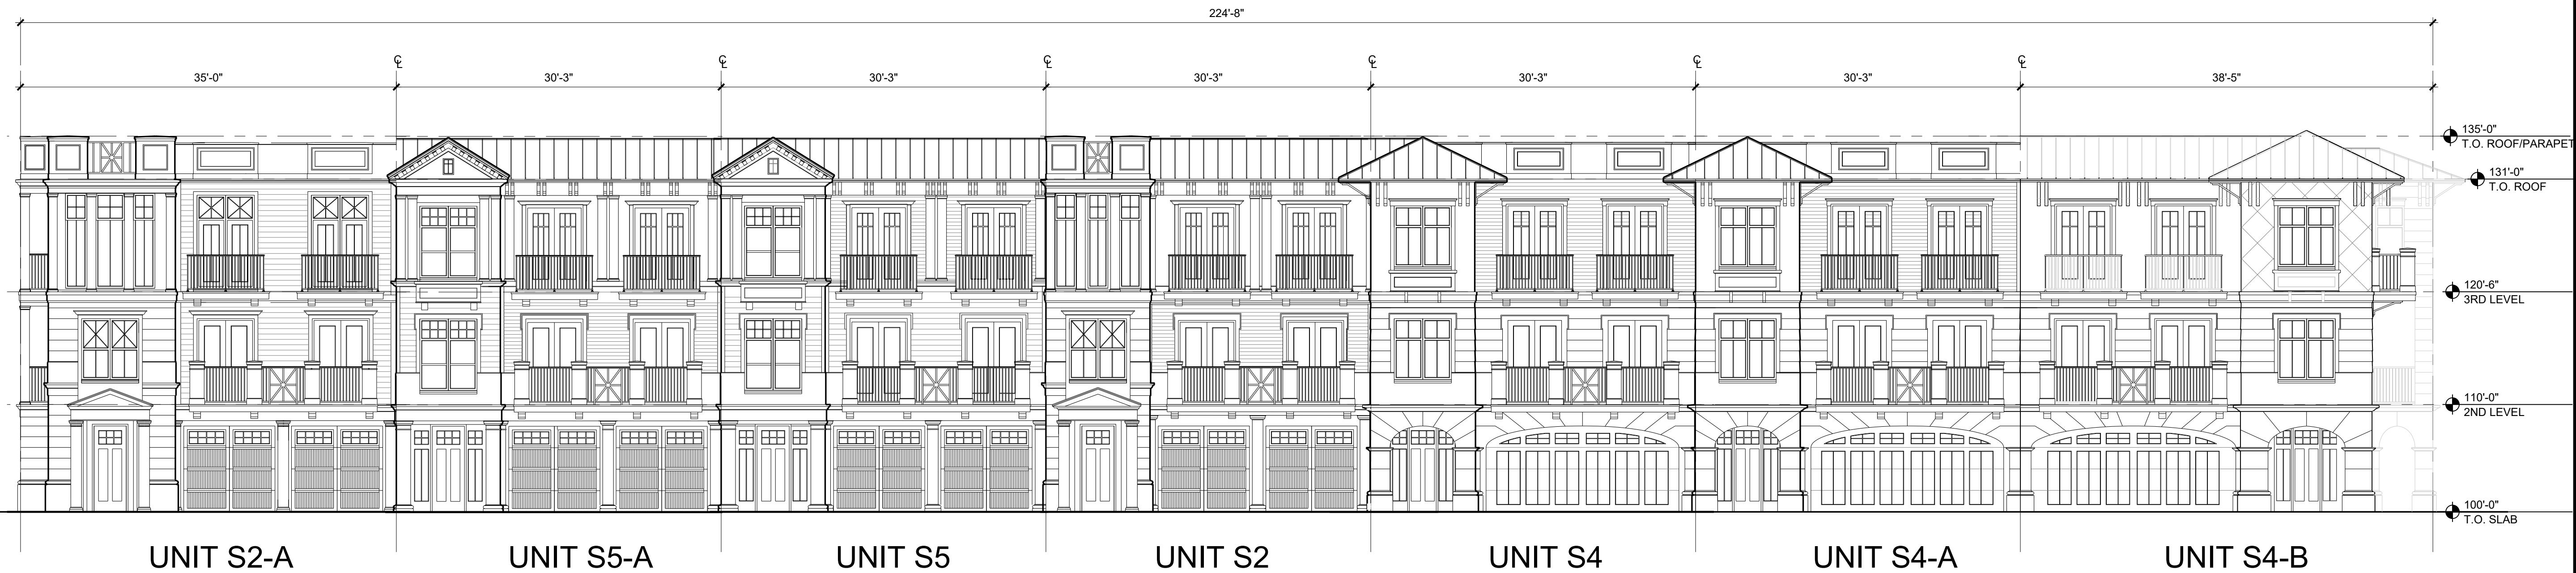 224'-8"
℄ ℄ ℄ ℄ ℄ ℄
35'-0" 30'-3" 30'-3" 30'-3" 30'-3" 30'-3" 38'-5"
135'-0"
T.O. ROOF/PARAPET
131'-0"
T.O. ROOF
120'-6"
3RD LEVEL
110'-0"
2ND LEVEL
100'-0"
T.O. SLAB
UNIT S2-A UNIT S5-A UNIT S5 UNIT S2 UNIT S4 UNIT S4-A UNIT S4-B